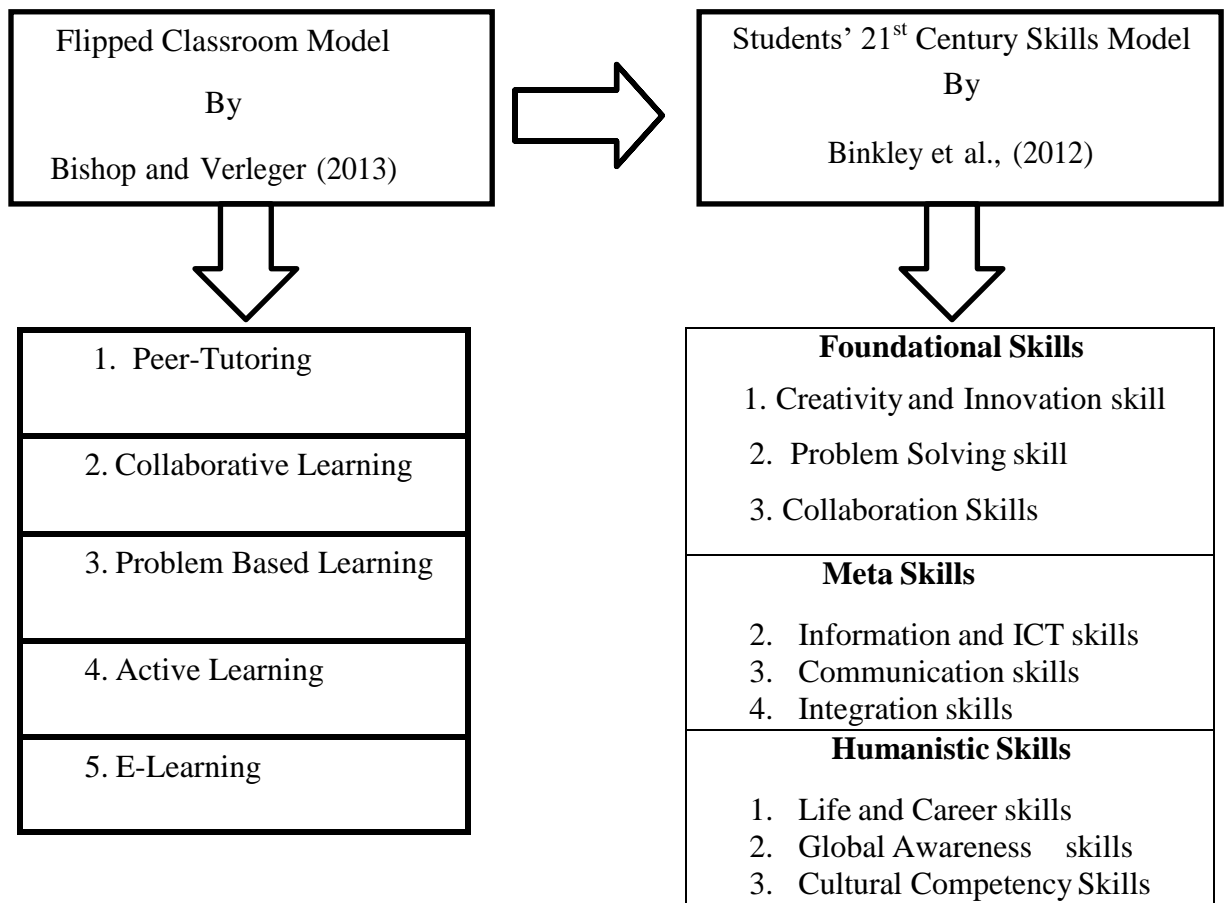 Flipped Classroom Model
By
Bishop and Verleger (2013)
Students’ 21st Century Skills Model
By
Binkley et al., (2012)
1. Peer-Tutoring
2. Collaborative Learning
3. Problem Based Learning
4. Active Learning
5. E-Learning
Foundational Skills
1. Creativity and Innovation skill
2. Problem Solving skill
3. Collaboration Skills
Meta Skills
2. Information and ICT skills
3. Communication skills
4. Integration skills
Humanistic Skills
1. Life and Career skills
2. Global Awareness skills
3. Cultural Competency Skills